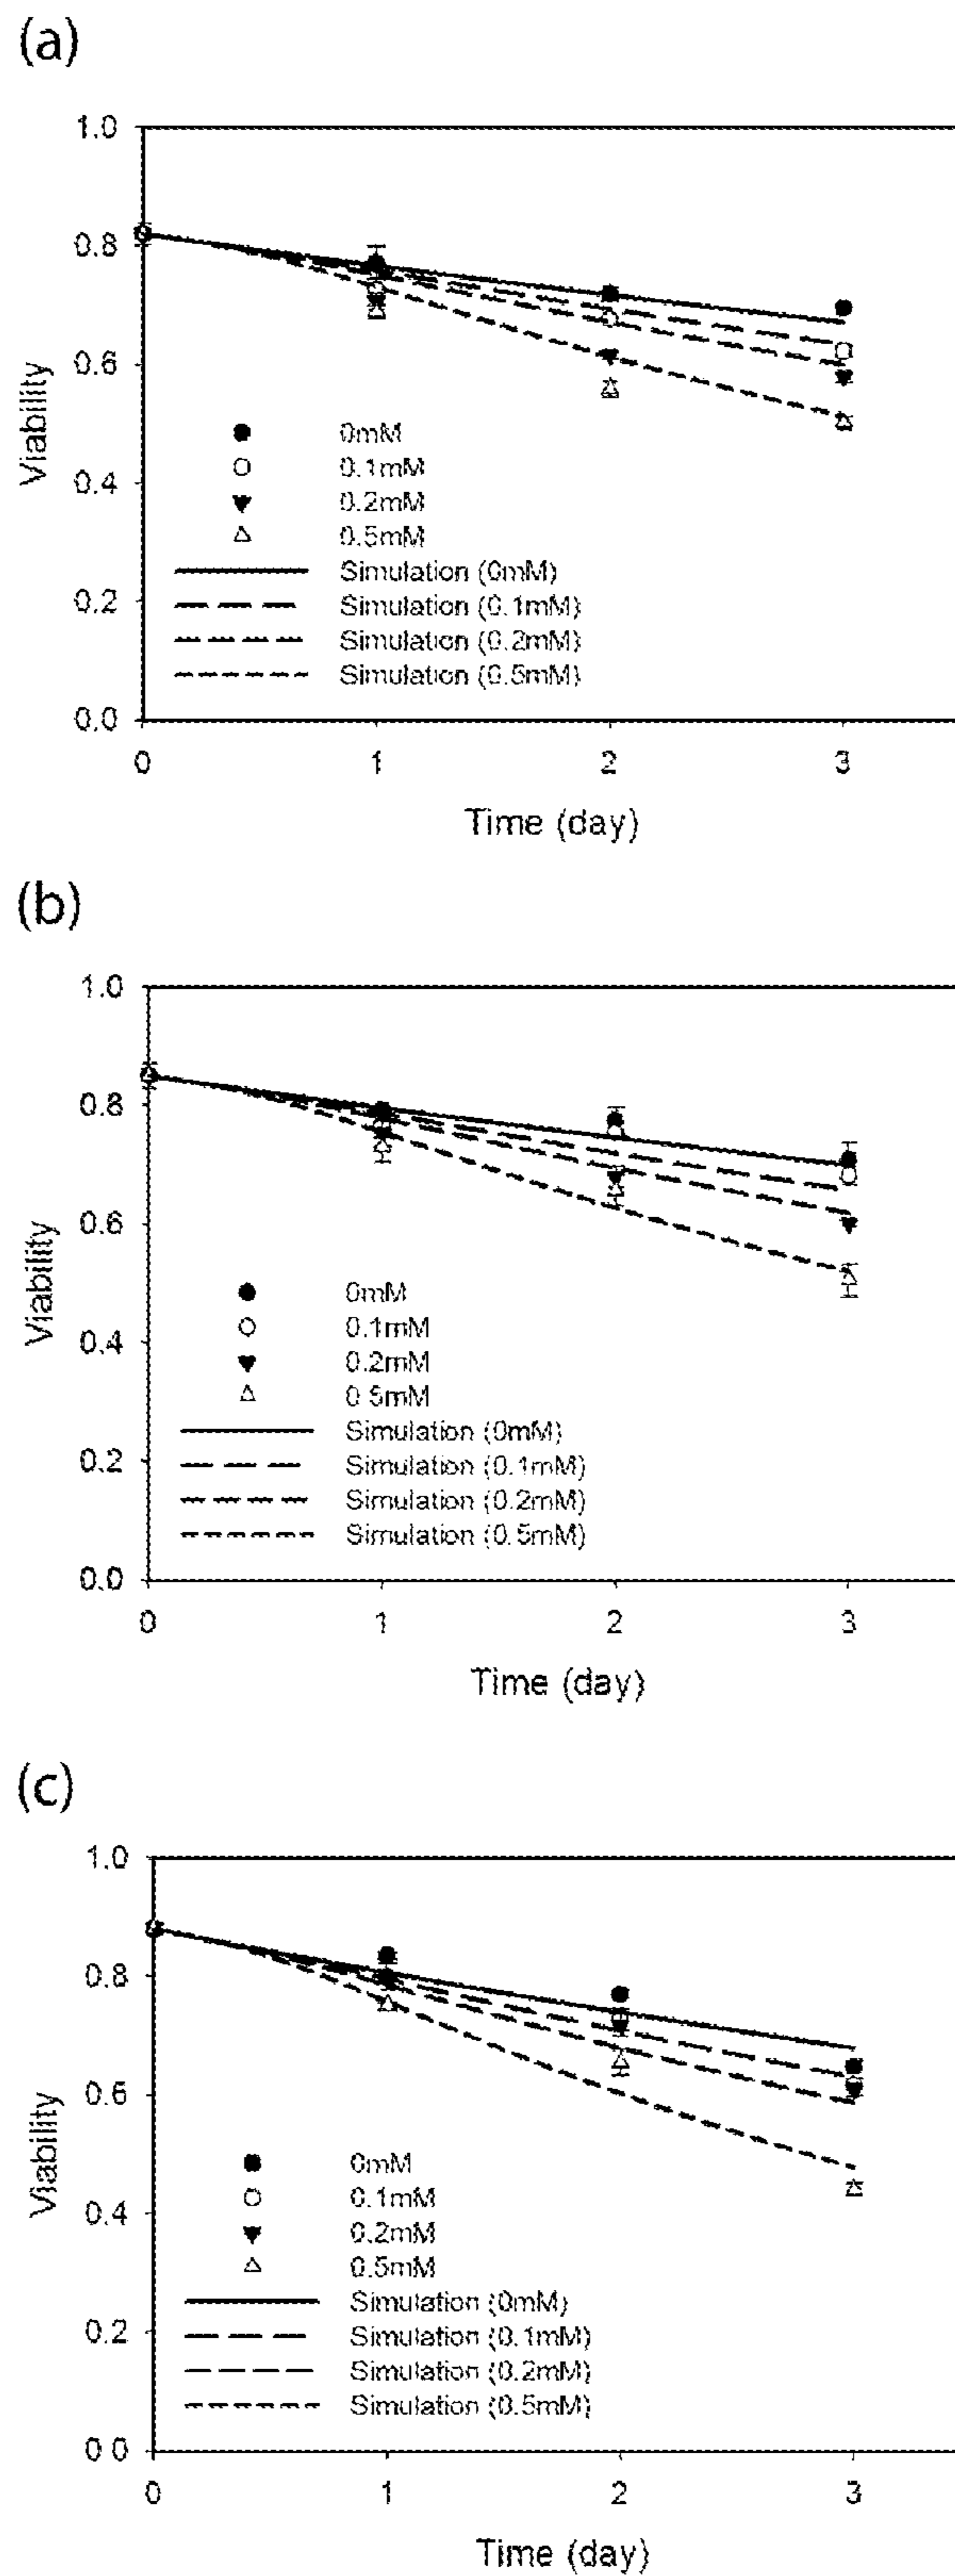 (a)
1.0
0.8
0.6
0.4
0.2
0.0
Viability
0mM
0.1mM
0.2mM
0.5mM
Simulation (0mM)
Simulation (0.1mM)
Simulation (0.2mM)
Simulation (0.5mM)
0 1 2 3
Time (day)
(b)
1.0
0.8
0.6
0.4
0.2
0.0
Viability
0mM
0.1mM
0.2mM
0.5mM
Simulation (0mM)
Simulation (0.1mM)
Simulation (0.2mM)
Simulation (0.5mM)
0 1 2 3
Time (day)
(c)
1.0
0.8
0.6
0.4
0.2
0.0
Viability
0mM
0.1mM
0.2mM
0.5mM
Simulation (0mM)
Simulation (0.1mM)
Simulation (0.2mM)
Simulation (0.5mM)
0 1 2 3
Time (day)